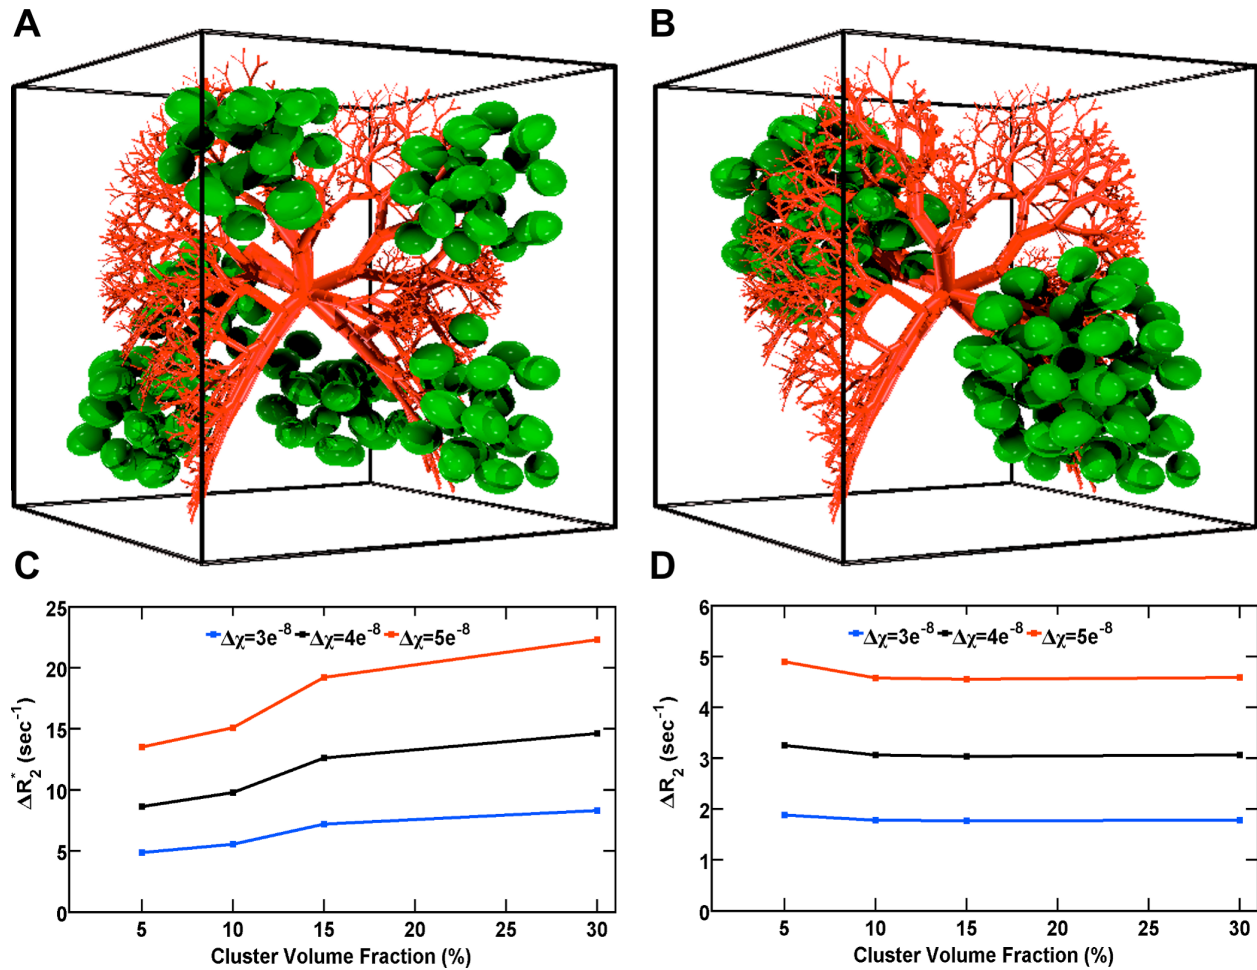 A
B
C
D
25
20
15
10
5
0
ΔR₂* (sec⁻¹)
Δχ=3e⁻⁸ Δχ=4e⁻⁸ Δχ=5e⁻⁸
5 10 15 20 25 30
Cluster Volume Fraction (%)
6
5
4
3
2
1
0
ΔR₂ (sec⁻¹)
Δχ=3e⁻⁸ Δχ=4e⁻⁸ Δχ=5e⁻⁸
5 10 15 20 25 30
Cluster Volume Fraction (%)